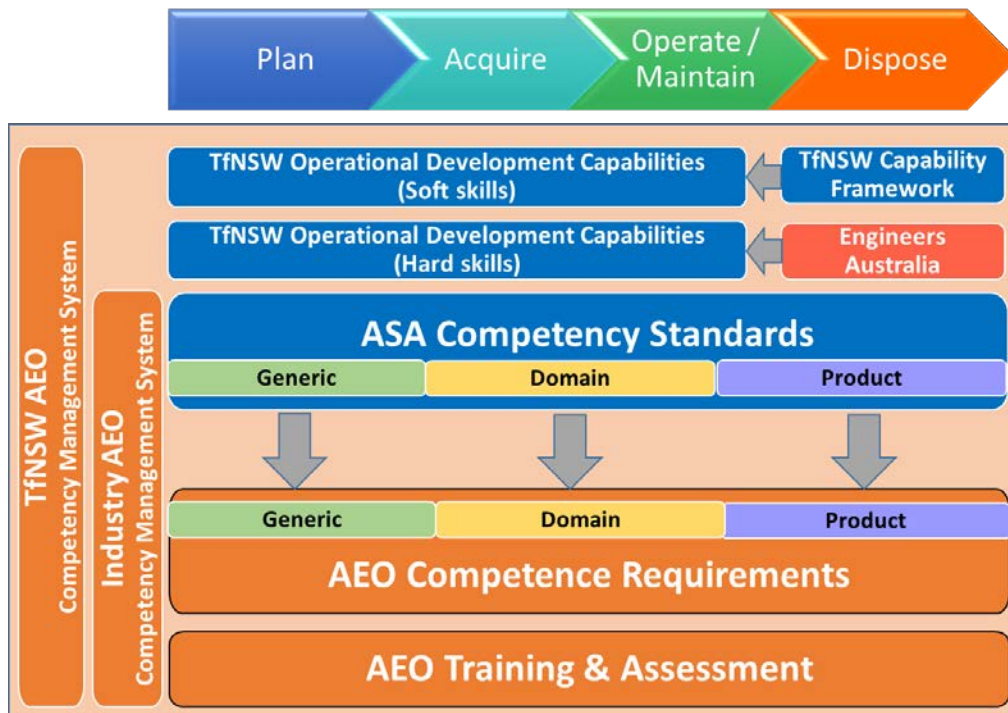 Plan
Acquire
Operate /
Maintain
Dispose
TfNSW AEO
Competency Management System
Industry AEO
Competency Management System
TfNSW Operational Development Capabilities
(Soft skills)
TfNSW Capability
Framework
TfNSW Operational Development Capabilities
(Hard skills)
Engineers
Australia
ASA Competency Standards
Generic
Domain
Product
Generic
Domain
Product
AEO Competence Requirements
AEO Training & Assessment